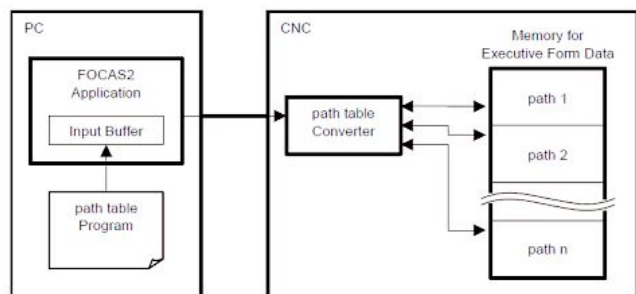 PC
FOCAS2
Application
Input Buffer
path table
Program
CNC
path table
Converter
Memory for
Executive Form Data
path 1
path 2
path n